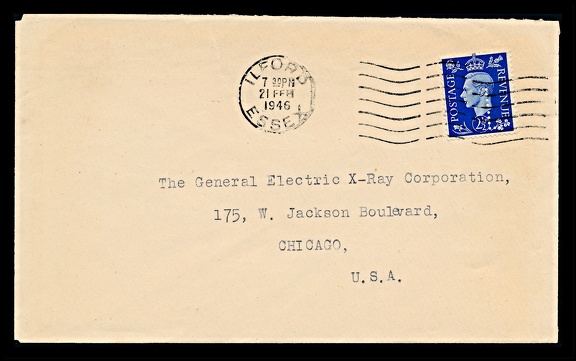 ILFORD
7 30PM
21 FEB
1946
ESSEX
POSTAGE
REVENUE
2½
The General Electric X-Ray Corporation,
175, W. Jackson Boulevard,
CHICAGO,
U.S.A.